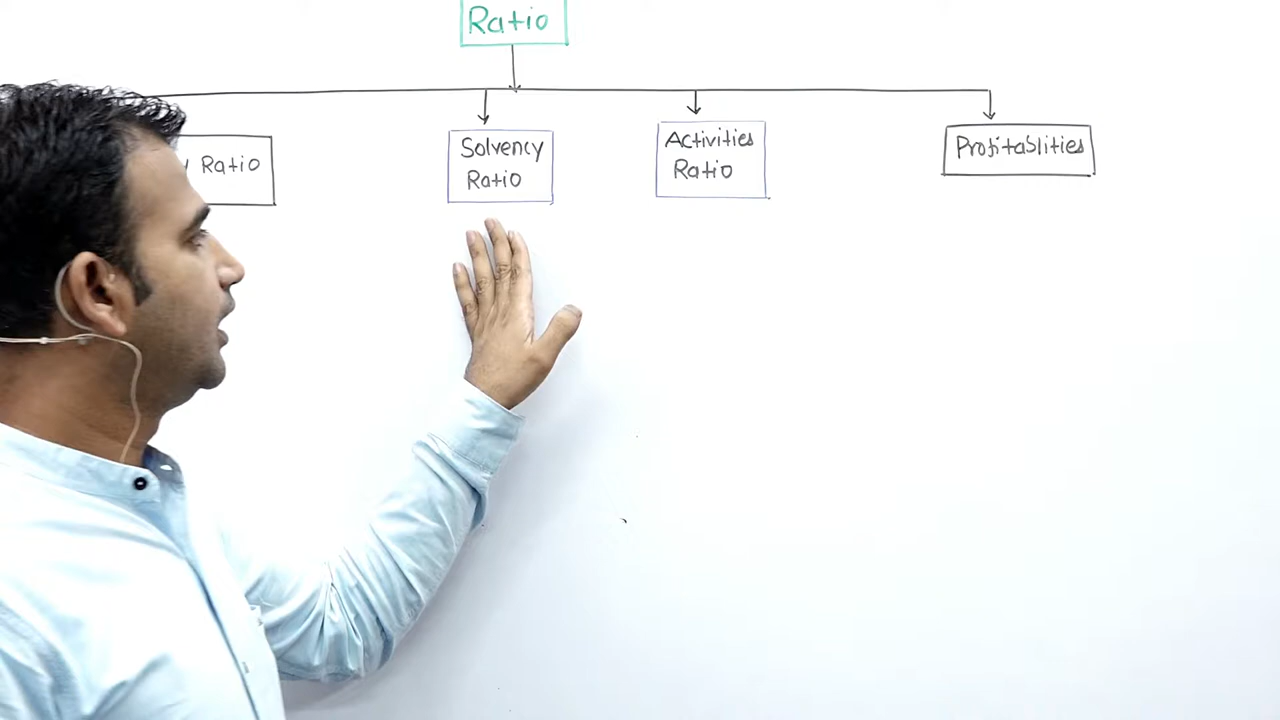 Ratio
Ratio
Solvency
Ratio
Activities
Ratio
Profitablities